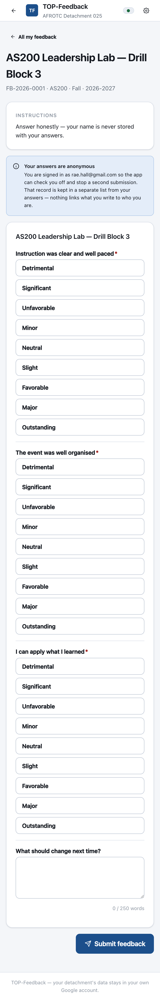 TF
TOP-Feedback
AFROTC Detachment 025
All my feedback
AS200 Leadership Lab — Drill
Block 3
FB-2026-0001 · AS200 · Fall · 2026-2027
INSTRUCTIONS
Answer honestly — your name is never stored
with your answers.
Your answers are anonymous
You are signed in as rae.hall@gmail.com so the app
can check you off and stop a second submission.
That record is kept in a separate list from your
answers — nothing links what you write to who you
are.
AS200 Leadership Lab — Drill Block 3
Instruction was clear and well paced*
Detrimental
Significant
Unfavorable
Minor
Neutral
Slight
Favorable
Major
Outstanding
The event was well organised*
Detrimental
Significant
Unfavorable
Minor
Neutral
Slight
Favorable
Major
Outstanding
I can apply what I learned*
Detrimental
Significant
Unfavorable
Minor
Neutral
Slight
Favorable
Major
Outstanding
What should change next time?
0 / 250 words
Submit feedback
TOP-Feedback — your detachment's data stays in your own
Google account.